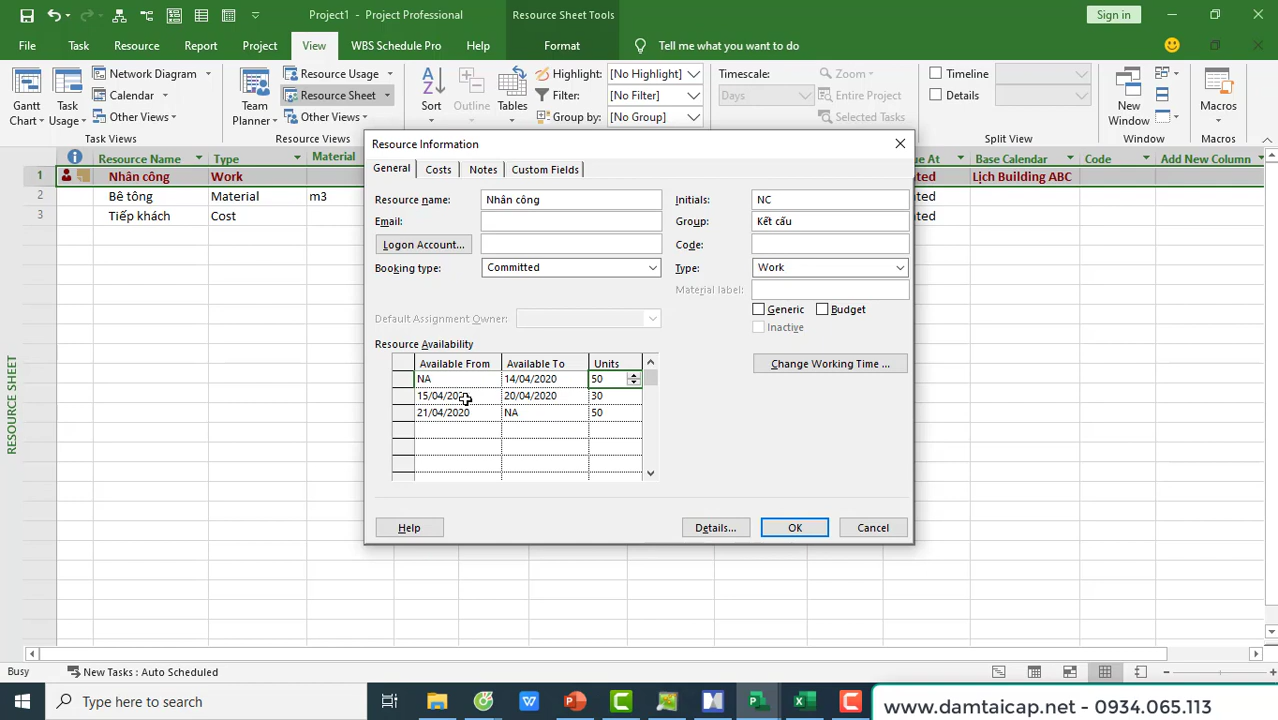 Project1 - Project Professional
Resource Sheet Tools
Sign in
File Task Resource Report Project View WBS Schedule Pro Help Format Tell me what you want to do
Gantt Chart
Task Usage
Network Diagram
Calendar
Other Views
Task Views
Team Planner
Resource Usage
Resource Sheet
Other Views
Resource Views
Sort
Outline
Tables
Highlight: [No Highlight]
Filter: [No Filter]
Group by: [No Group]
Data
Timescale:
Days
Zoom
Entire Project
Selected Tasks
Zoom
Timeline
Details
Split View
New Window
Window
Macros
Macros
Resource Name Type Material
Base Calendar Code Add New Column
1 Nhân công Work
Lịch Building ABC
2 Bê tông Material m3
3 Tiếp khách Cost
RESOURCE SHEET
Resource Information
General Costs Notes Custom Fields
Resource name: Nhân công Initials: NC
Email: Group: Kết cấu
Logon Account... Code:
Booking type: Committed Type: Work
Material label:
Generic Budget
Default Assignment Owner: Inactive
Resource Availability
Change Working Time ...
Available From Available To Units
NA 14/04/2020 50
15/04/2020 20/04/2020 30
21/04/2020 NA 50
Help Details... OK Cancel
Busy New Tasks : Auto Scheduled
Type here to search
www.damtaicap.net - 0934.065.113